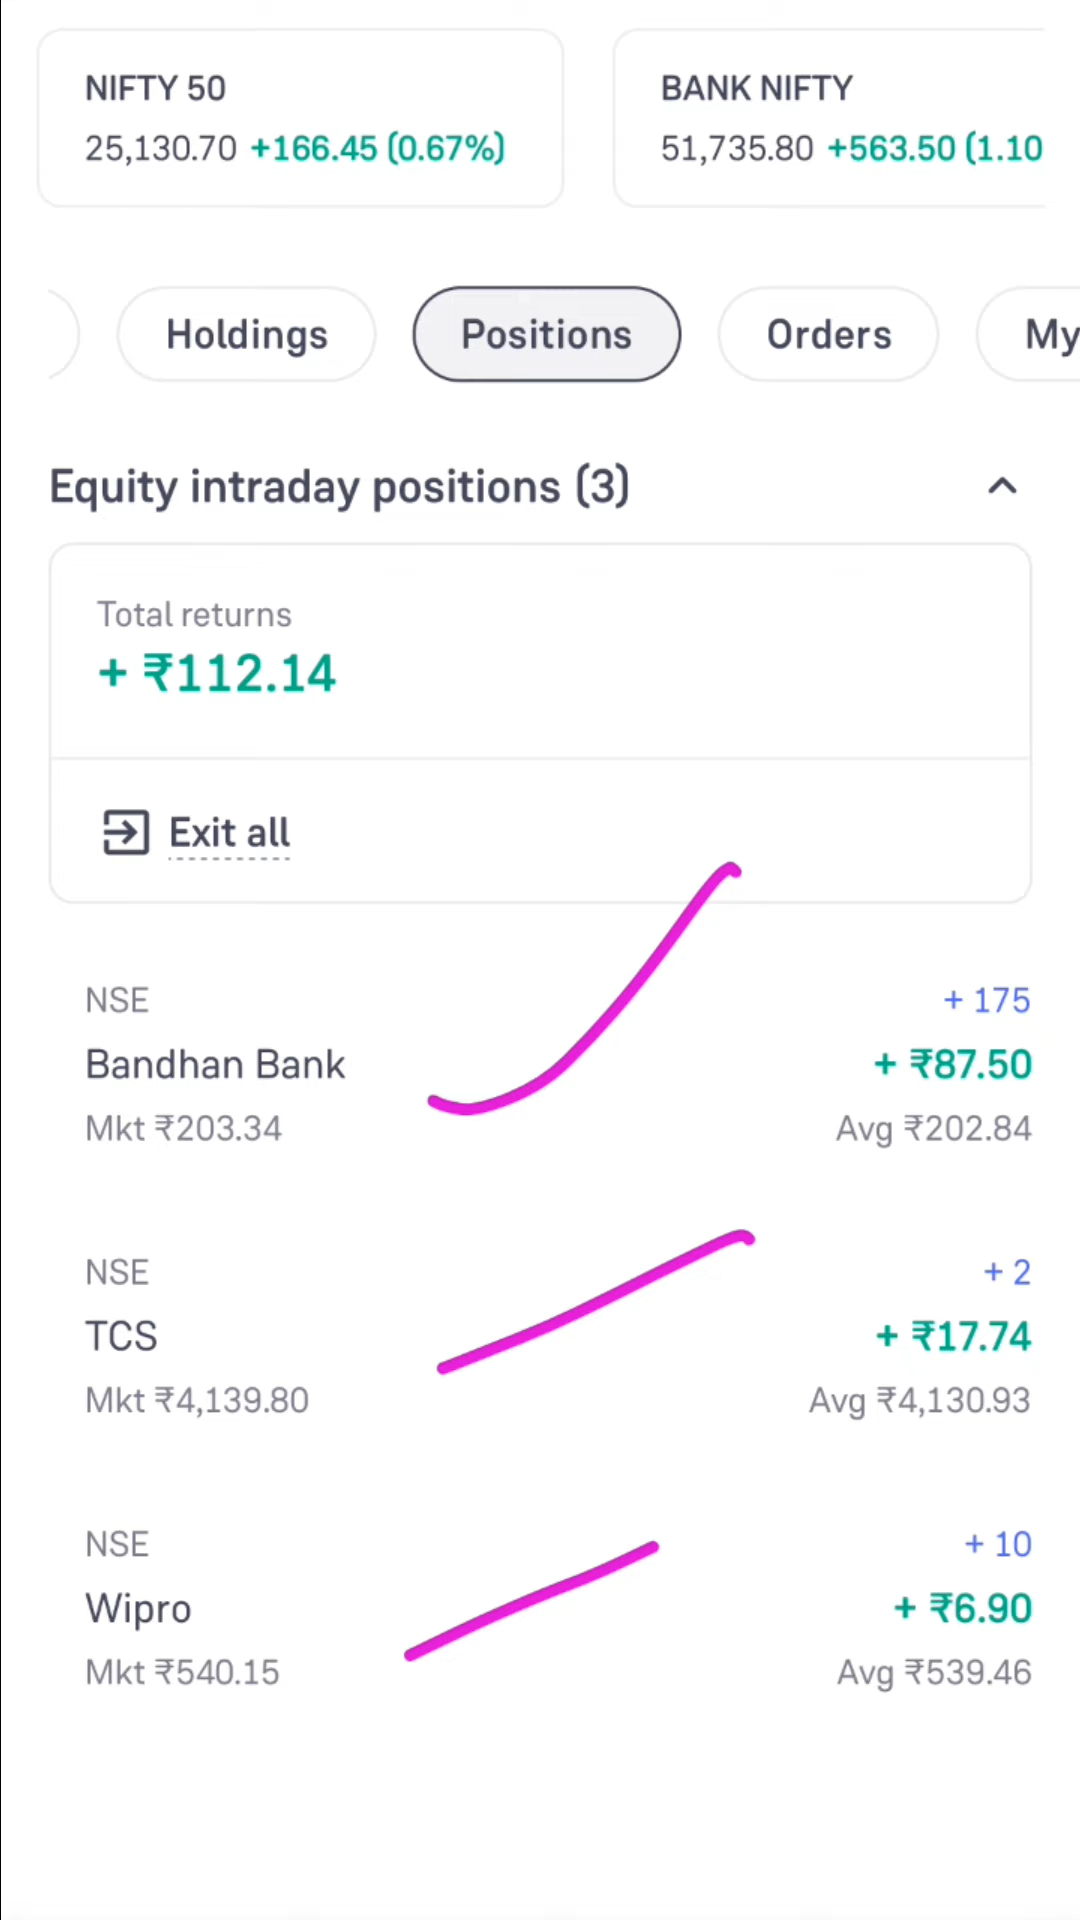 NIFTY 50
25,130.70 +166.45 (0.67%)
BANK NIFTY
51,735.80 +563.50 (1.10
Holdings
Positions
Orders
My
Equity intraday positions (3)
Total returns
+ ₹112.14
Exit all
NSE
+ 175
Bandhan Bank
+ ₹87.50
Mkt ₹203.34
Avg ₹202.84
NSE
+ 2
TCS
+ ₹17.74
Mkt ₹4,139.80
Avg ₹4,130.93
NSE
+ 10
Wipro
+ ₹6.90
Mkt ₹540.15
Avg ₹539.46